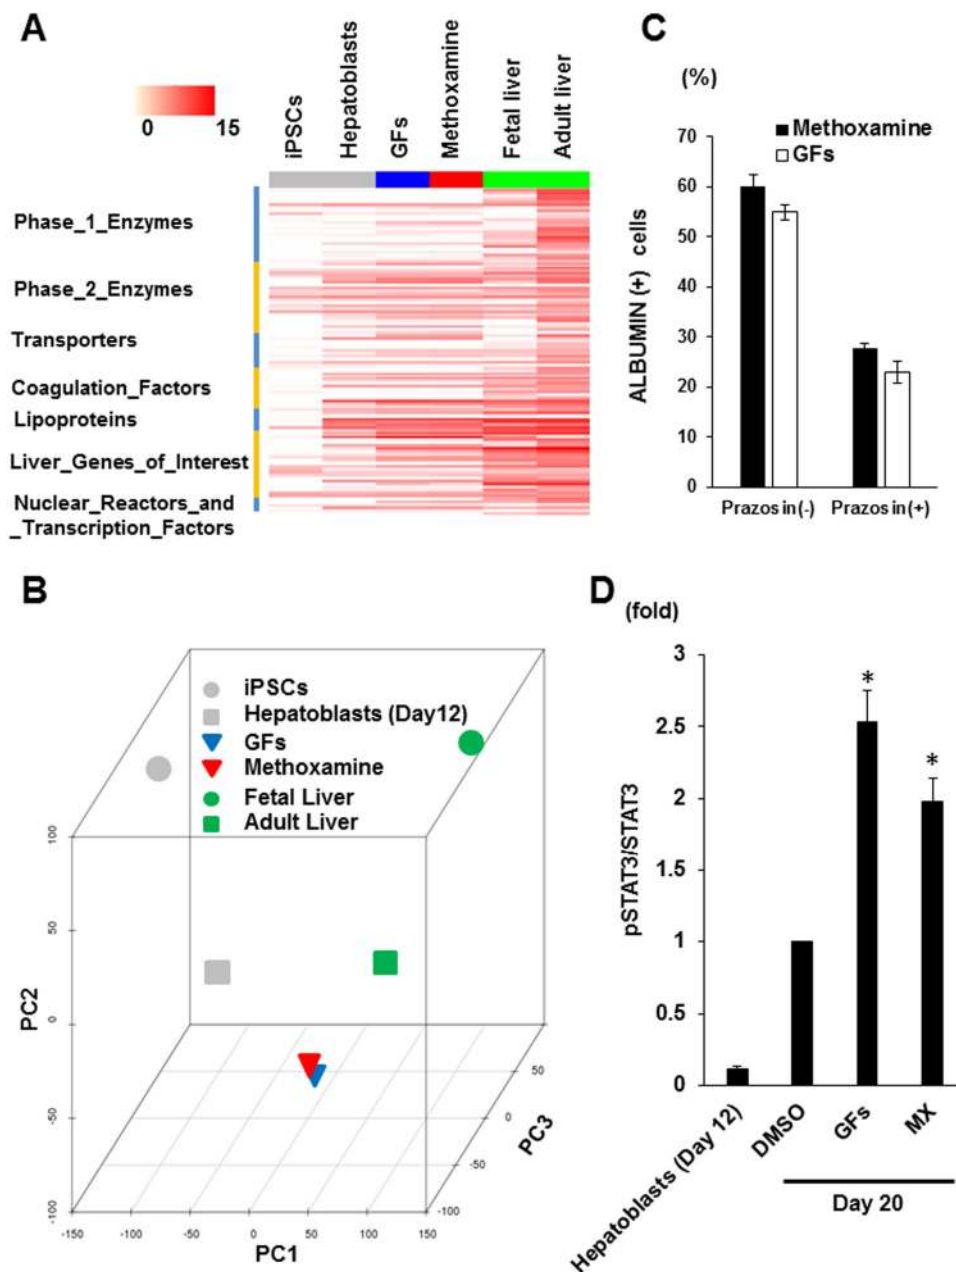 A
0 15
iPSCs
Hepatoblasts
GFs
Methoxamine
Fetal liver
Adult liver
Phase_1_Enzymes
Phase_2_Enzymes
Transporters
Coagulation_Factors
Lipoproteins
Liver_Genes_of_Interest
Nuclear_Reactors_and
_Transcription_Factors
C
(%)
Methoxamine
GFs
70
60
50
40
30
20
10
0
ALBUMIN (+) cells
Prazosin (-) Prazosin (+)
B
iPSCs
Hepatoblasts (Day12)
GFs
Methoxamine
Fetal Liver
Adult Liver
100
50
0
-50
-100
PC2
-150 -100 -50 0 50 100 150
PC1
50
0
-50
-100
PC3
D
(fold)
3
2.5
2
1.5
1
0.5
0
pSTAT3/STAT3
* *
Hepatoblasts (Day 12)
DMSO
GFs
MX
Day 20